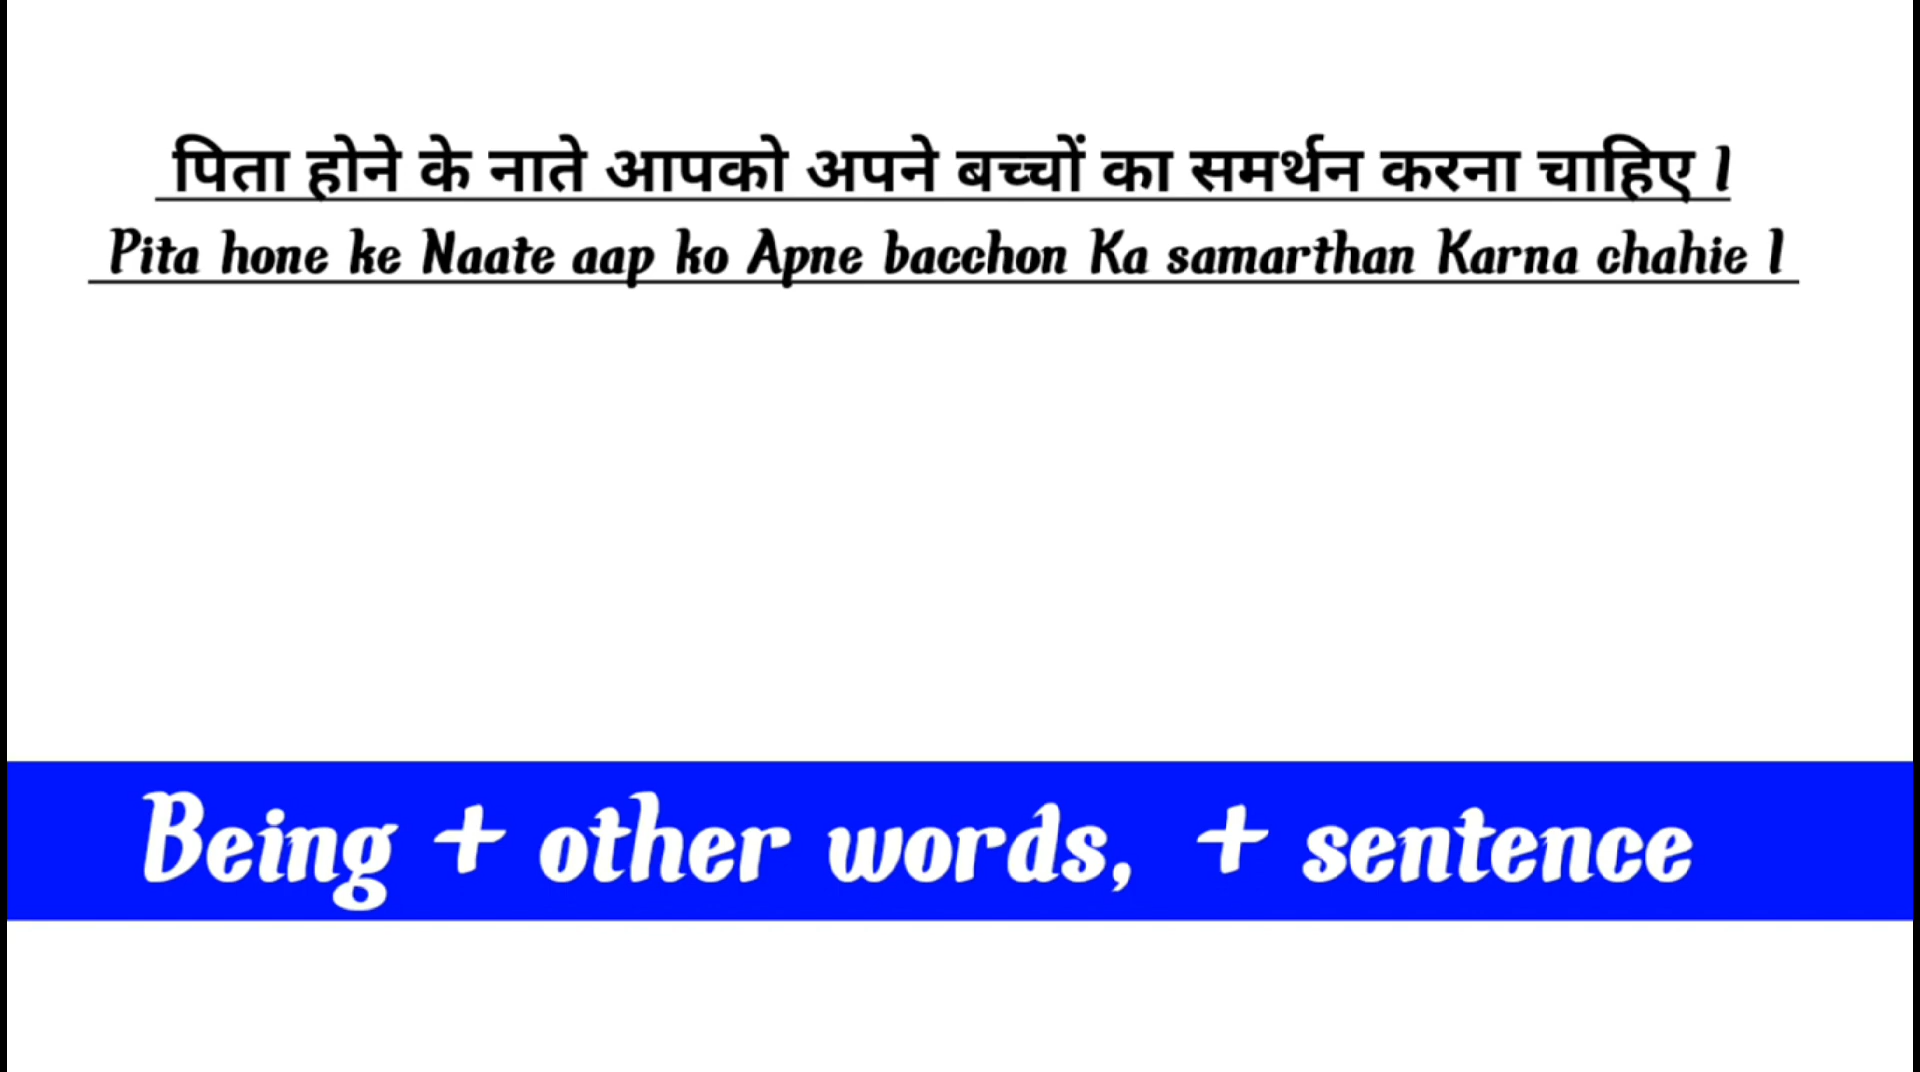 पिता होने के नाते आपको अपने बच्चों का समर्थन करना चाहिए l
Pita hone ke Naate aap ko Apne bacchon Ka samarthan Karna chahie l
Being + other words, + sentence